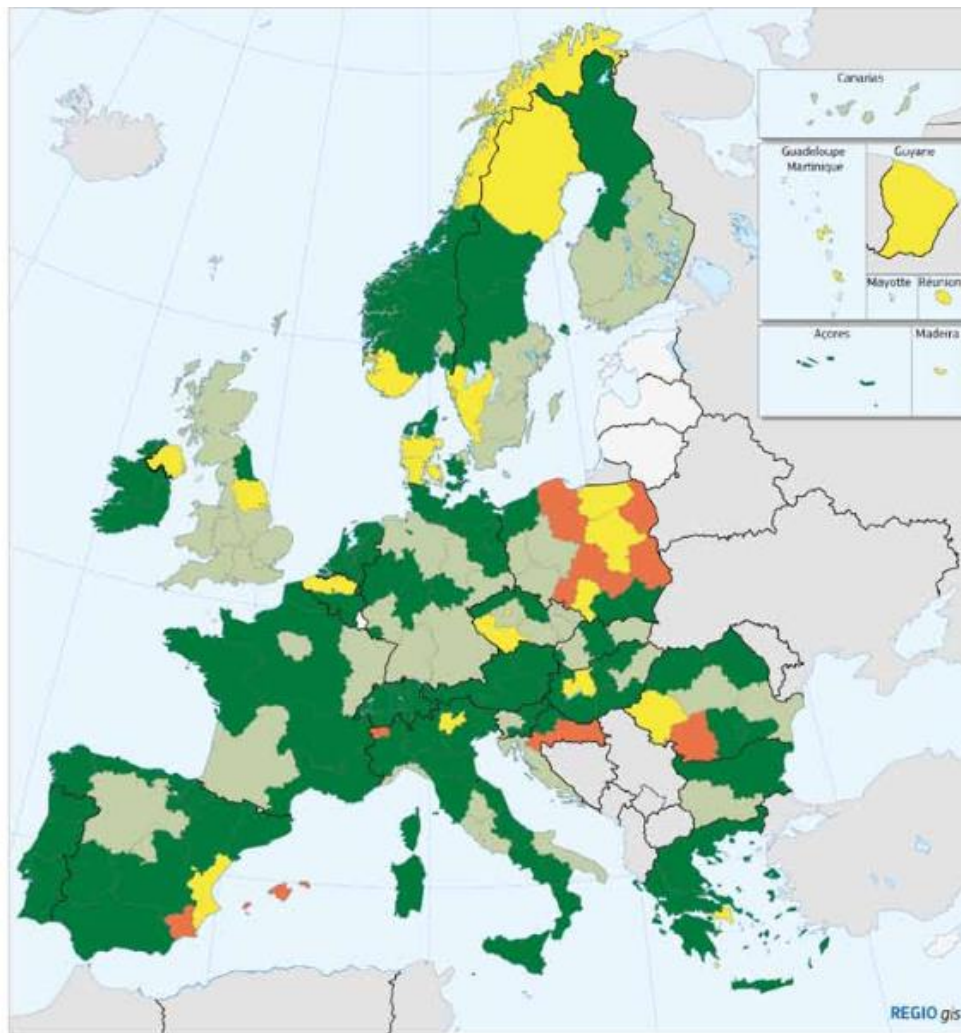 Canarias
Guadeloupe
Martinique
Guyane
Mayotte
Réunion
Açores
Madeira
REGIO gis